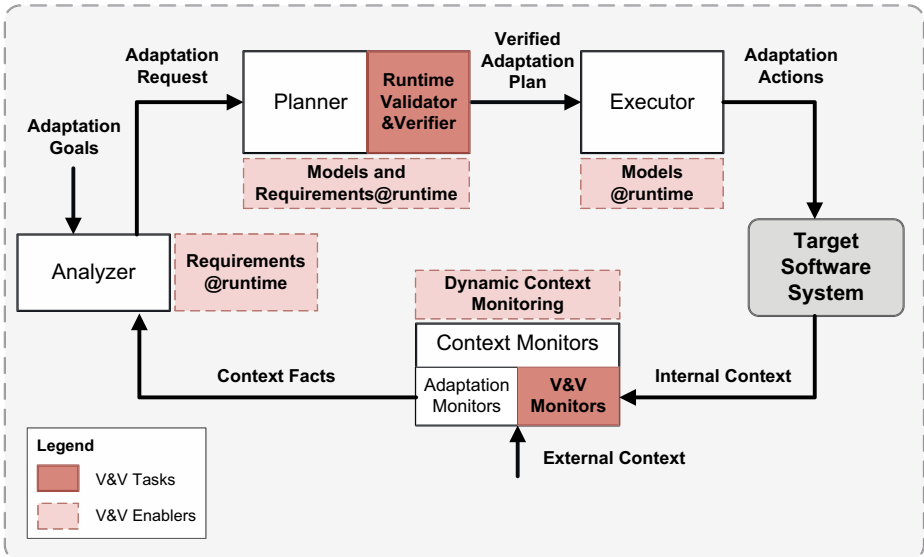 Adaptation
Request
Planner
Runtime
Validator
&Verifier
Verified
Adaptation
Plan
Executor
Adaptation
Actions
Adaptation
Goals
Models and
Requirements@runtime
Models
@runtime
Analyzer
Requirements
@runtime
Target
Software
System
Dynamic Context
Monitoring
Context Monitors
Adaptation
Monitors
V&V
Monitors
Context Facts
Internal Context
External Context
Legend
V&V Tasks
V&V Enablers